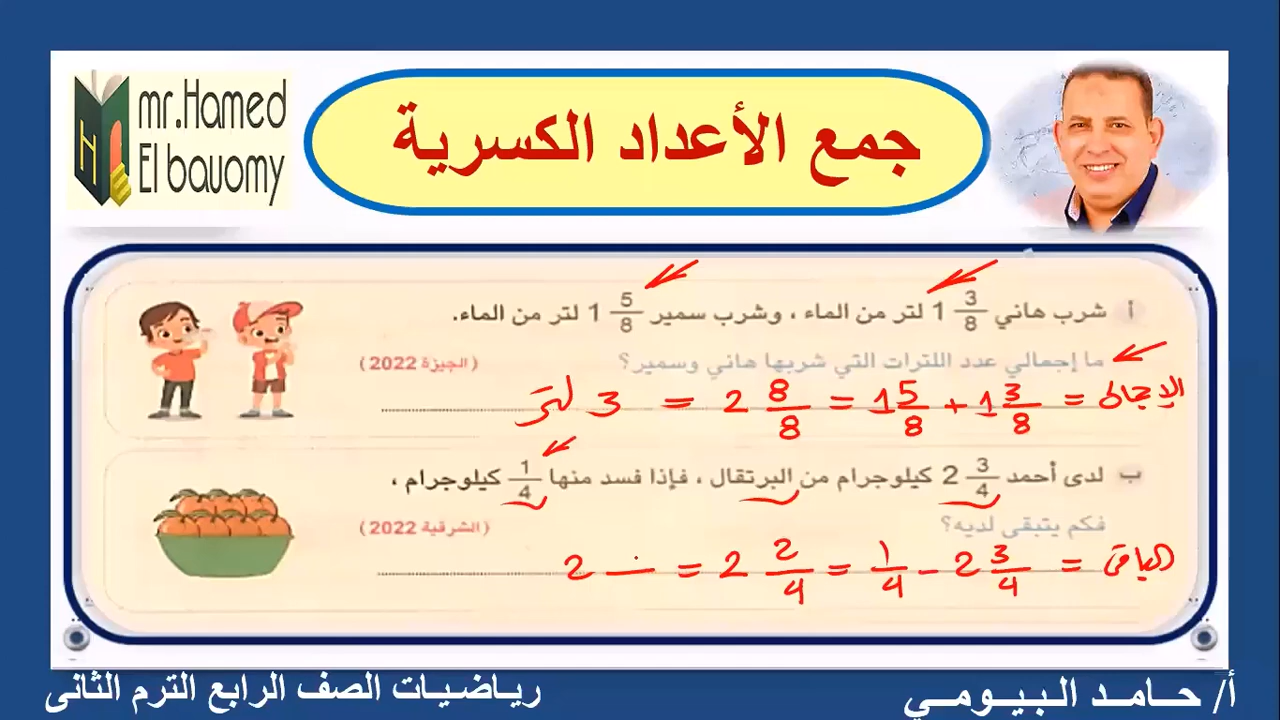 mr.Hamed
El bauomy
جمع الأعداد الكسرية
أ شرب هاني 1 3/8 لتر من الماء ، وشرب سمير 1 5/8 لتر من الماء.
ما إجمالي عدد اللترات التي شربها هاني وسمير؟ (الجيزة 2022)
الإجمالى = 1 3/8 + 1 5/8 = 2 8/8 = 3 لتر
ب لدى أحمد 2 3/4 كيلوجرام من البرتقال ، فإذا فسد منها 1/4 كيلوجرام ،
فكم يتبقى لديه؟ (الشرقية 2022)
الباقى = 2 3/4 - 1/4 = 2 2/4 = 2
أ/ حـامـد الـبـيـومـي
رياضيات الصف الرابع الترم الثانى